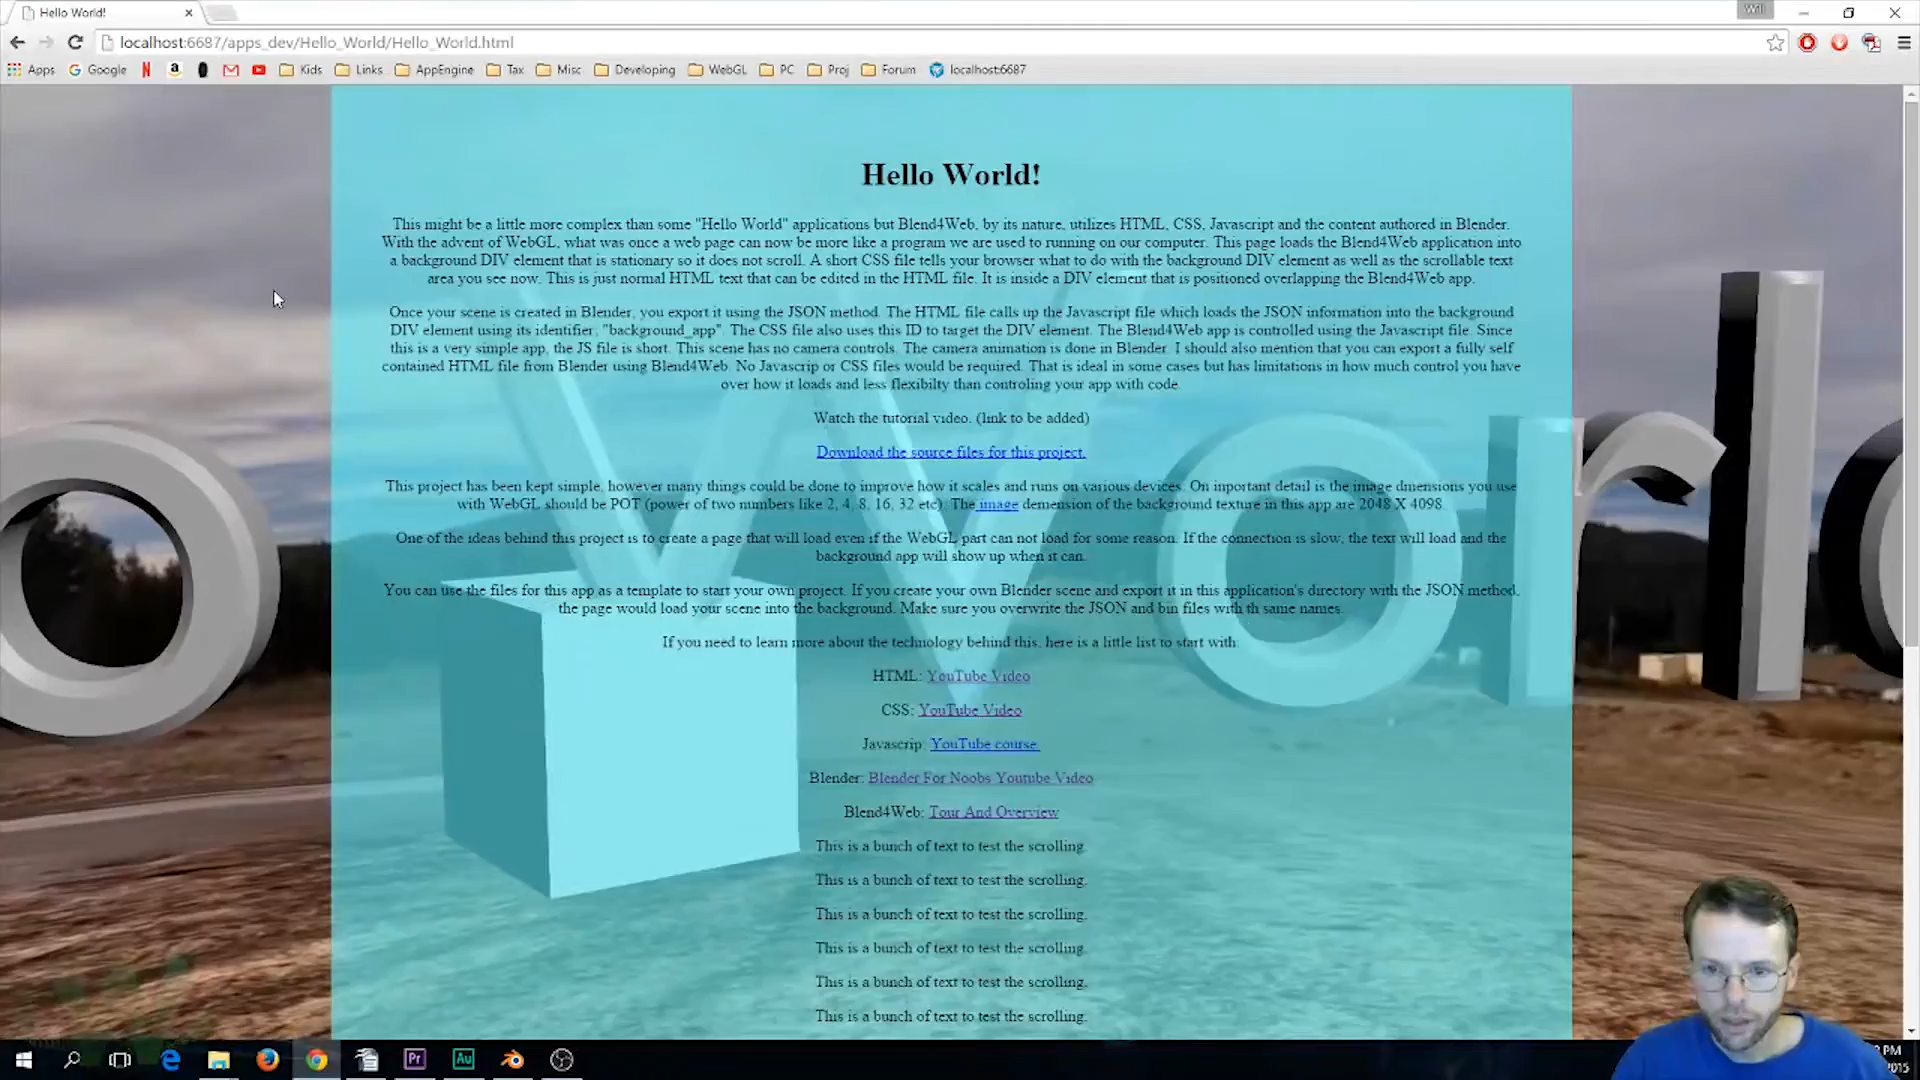 Hello World!
Will
localhost:6687/apps_dev/Hello_World/Hello_World.html
Apps Google Kids Links AppEngine Tax Misc Developing WebGL PC Proj Forum localhost:6687
Hello World!
This might be a little more complex than some "Hello World" applications but Blend4Web, by its nature, utilizes HTML, CSS, Javascript and the content authored in Blender.
With the advent of WebGL, what was once a web page can now be more like a program we are used to running on our computer. This page loads the Blend4Web application into
a background DIV element that is stationary so it does not scroll. A short CSS file tells your browser what to do with the background DIV element as well as the scrollable text
area you see now. This is just normal HTML text that can be edited in the HTML file. It is inside a DIV element that is positioned overlapping the Blend4Web app.
Once your scene is created in Blender, you export it using the JSON method. The HTML file calls up the Javascript file which loads the JSON information into the background
DIV element using its identifier, "background_app". The CSS file also uses this ID to target the DIV element. The Blend4Web app is controlled using the Javascript file. Since
this is a very simple app, the JS file is short. This scene has no camera controls. The camera animation is done in Blender. I should also mention that you can export a fully self
contained HTML file from Blender using Blend4Web. No Javascrip or CSS files would be required. That is ideal in some cases but has limitations in how much control you have
over how it loads and less flexibilty than controling your app with code.
Watch the tutorial video. (link to be added)
Download the source files for this project.
This project has been kept simple, however many things could be done to improve how it scales and runs on various devices. On inportant detail is the image dmensions you use
with WebGL should be POT (power of two numbers like 2, 4, 8, 16, 32 etc). The image demension of the background texture in this app are 2048 X 4098.
One of the ideas behind this project is to create a page that will load even if the WebGL part can not load for some reason. If the connection is slow, the text will load and the
background app will show up when it can.
You can use the files for this app as a template to start your own project. If you create your own Blender scene and export it in this application's directory with the JSON method,
the page would load your scene into the background. Make sure you overwrite the JSON and bin files with th same names.
If you need to learn more about the technology behind this, here is a little list to start with:
HTML: YouTube Video
CSS: YouTube Video
Javascrip: YouTube course.
Blender: Blender For Noobs Youtube Video
Blend4Web: Tour And Overview
This is a bunch of text to test the scrolling.
This is a bunch of text to test the scrolling.
This is a bunch of text to test the scrolling.
This is a bunch of text to test the scrolling.
This is a bunch of text to test the scrolling.
This is a bunch of text to test the scrolling.
o W orl
Pr Au
PM
2015